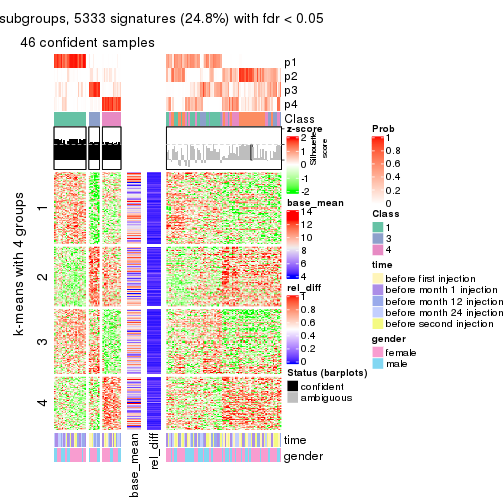 subgroups, 5333 signatures (24.8%) with fdr < 0.05
46 confident samples
p1
p2
p3
p4
Class
z-score
2
1
0
-1
-2
Silhouette
score
base_mean
14
12
10
8
6
4
rel_diff
1
0.8
0.6
0.4
0.2
0
Status (barplots)
confident
ambiguous
Prob
1
0.8
0.6
0.4
0.2
0
Class
1
3
4
time
before first injection
before month 1 injection
before month 12 injection
before month 24 injection
before second injection
gender
female
male
k-means with 4 groups
1
2
3
4
time
gender
base_mean
rel_diff